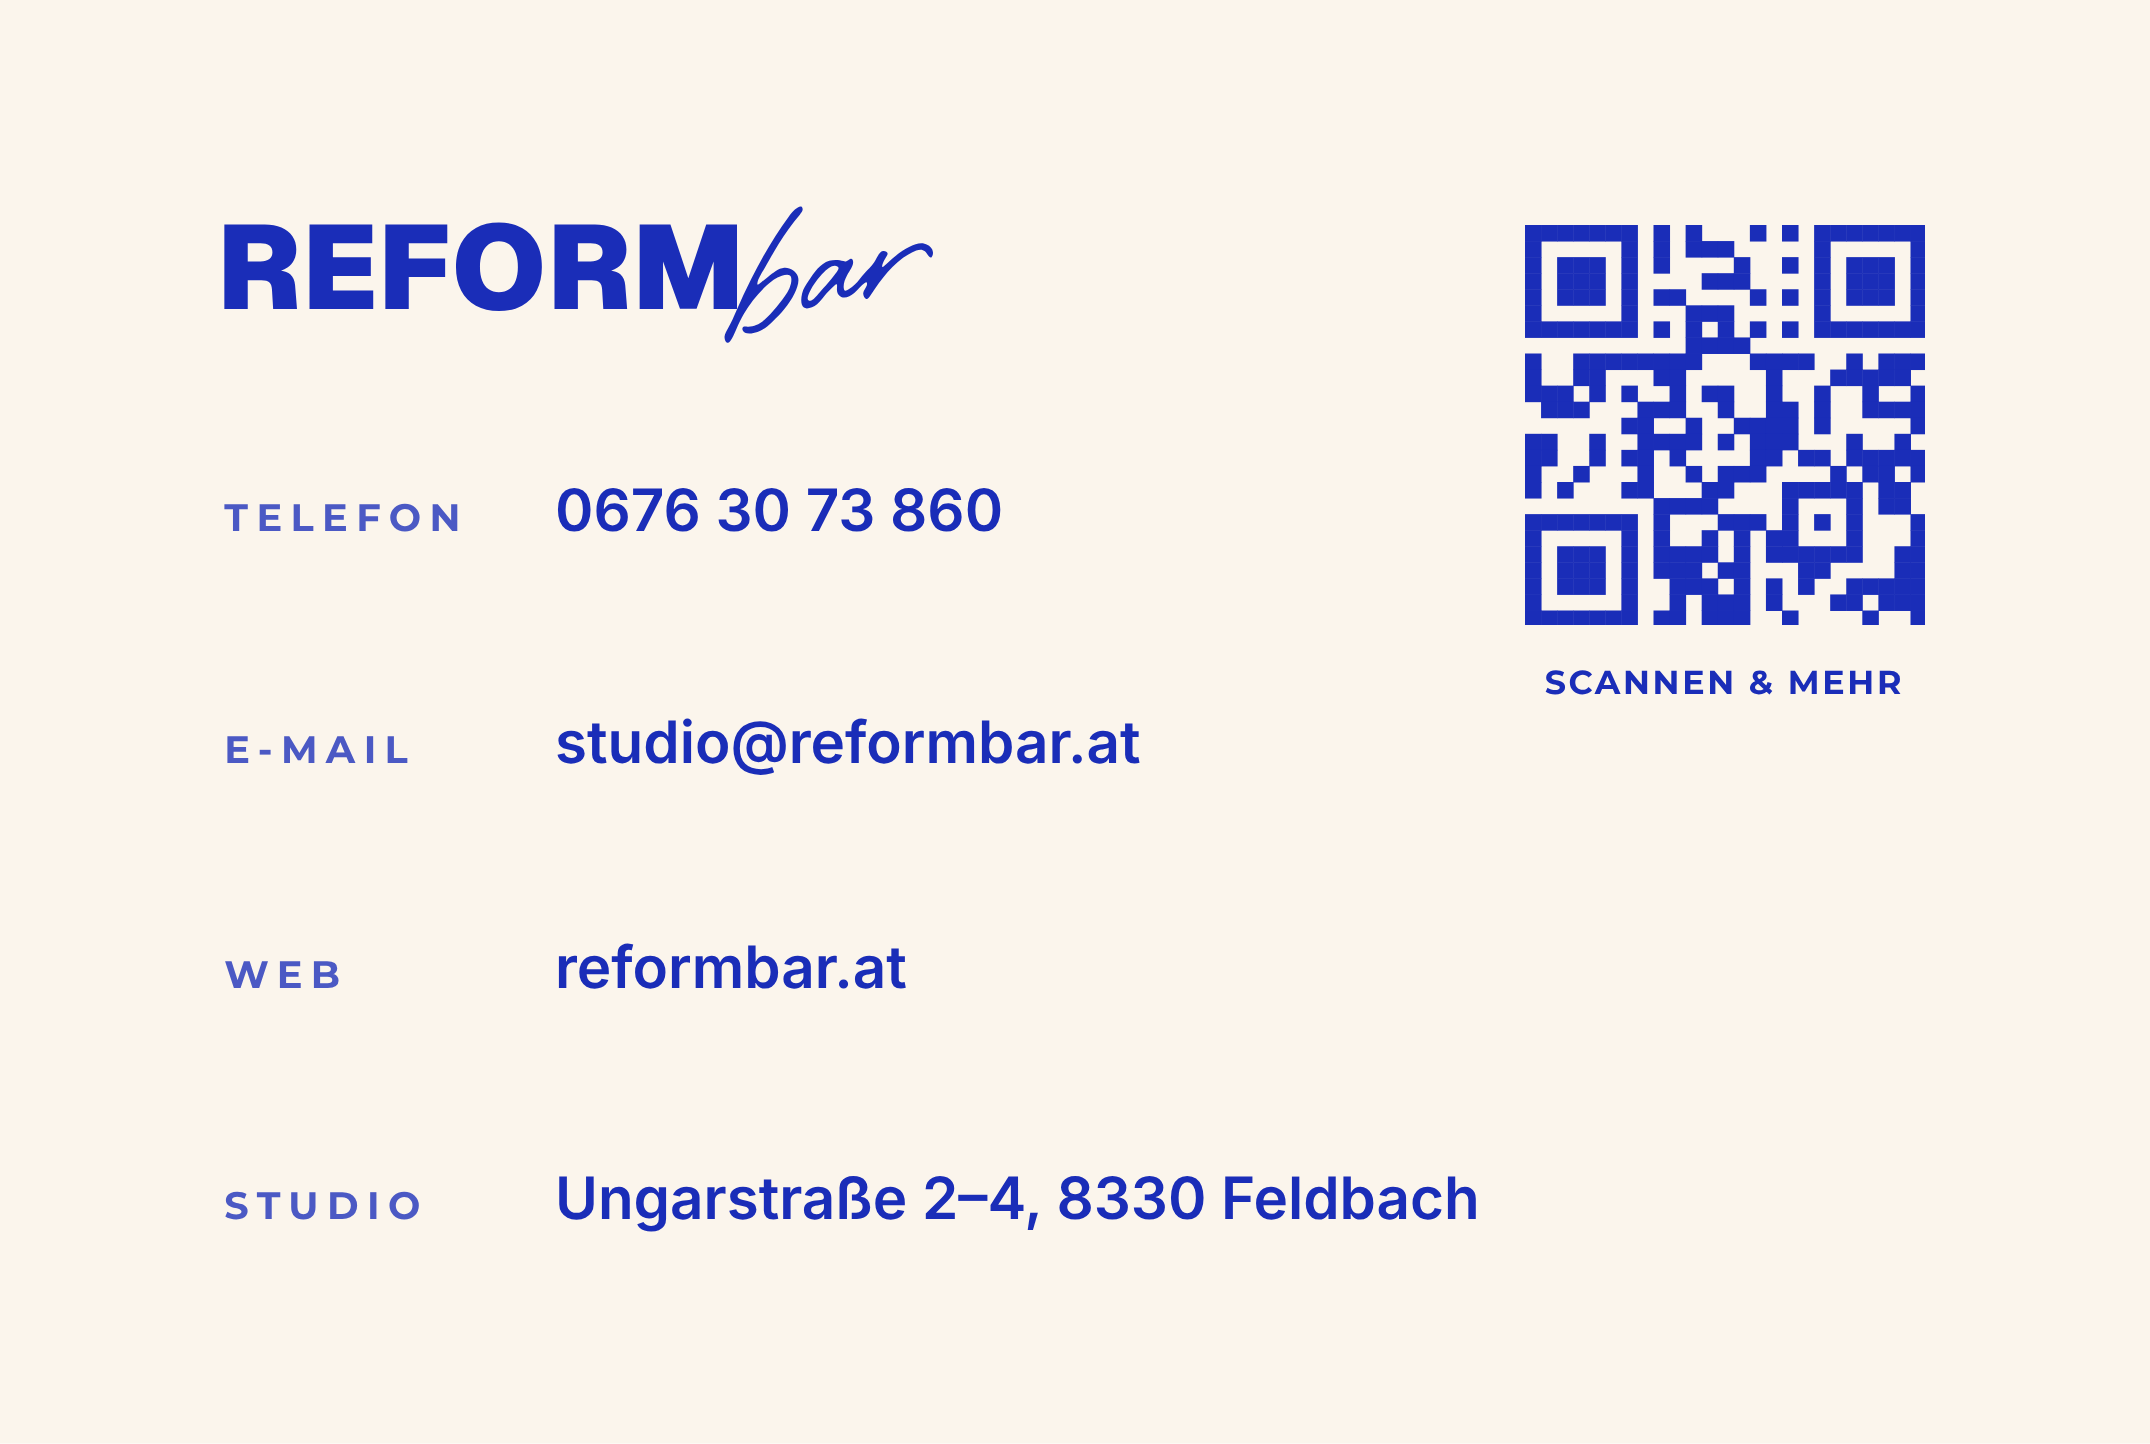 REFORMbar
TELEFON 0676 30 73 860
E-MAIL studio@reformbar.at
WEB reformbar.at
STUDIO Ungarstraße 2–4, 8330 Feldbach
SCANNEN & MEHR